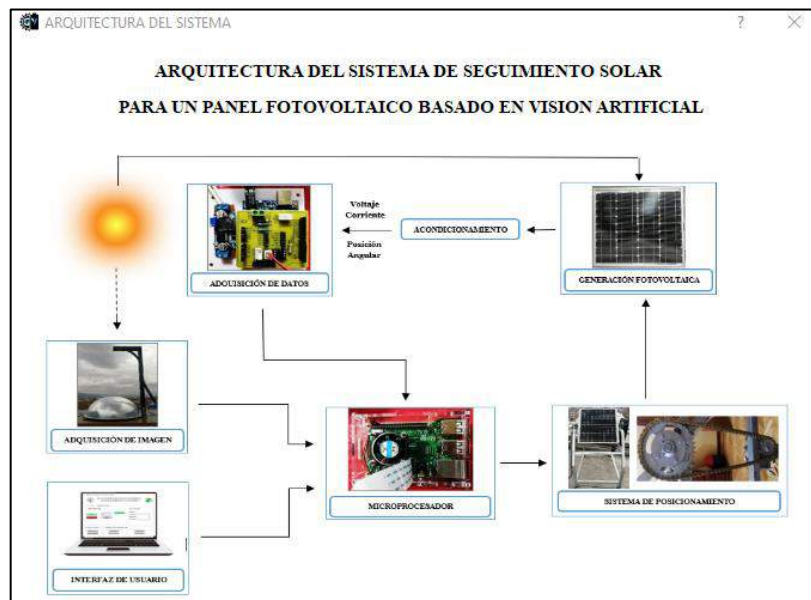 ARQUITECTURA DEL SISTEMA
?
ARQUITECTURA DEL SISTEMA DE SEGUIMIENTO SOLAR
PARA UN PANEL FOTOVOLTAICO BASADO EN VISION ARTIFICIAL
Voltaje
Corriente
Posición
Angular
ACONDICIONAMIENTO
ADQUISICIÓN DE DATOS
GENERACIÓN FOTOVOLTAICA
ADQUISICIÓN DE IMAGEN
MICROPROCESADOR
SISTEMA DE POSICIONAMIENTO
INTERFAZ DE USUARIO